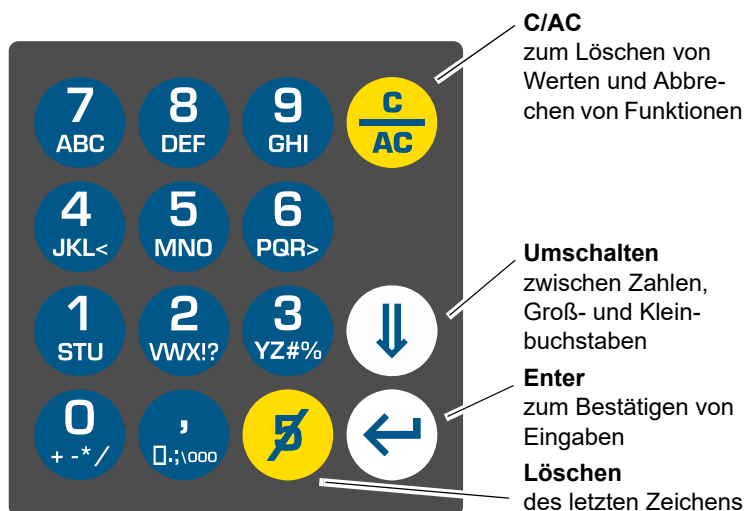 C/AC
zum Löschen von
Werten und Abbre-
chen von Funktionen
7
ABC
8
DEF
9
GHI
C
AC
4
JKL<
5
MNO
6
PQR>
Umschalten
zwischen Zahlen,
Groß- und Klein-
buchstaben
1
STU
2
VWX!?
3
YZ#%
Enter
zum Bestätigen von
Eingaben
0
+ -*/
,
▯.;\ooo
5
Löschen
des letzten Zeichens